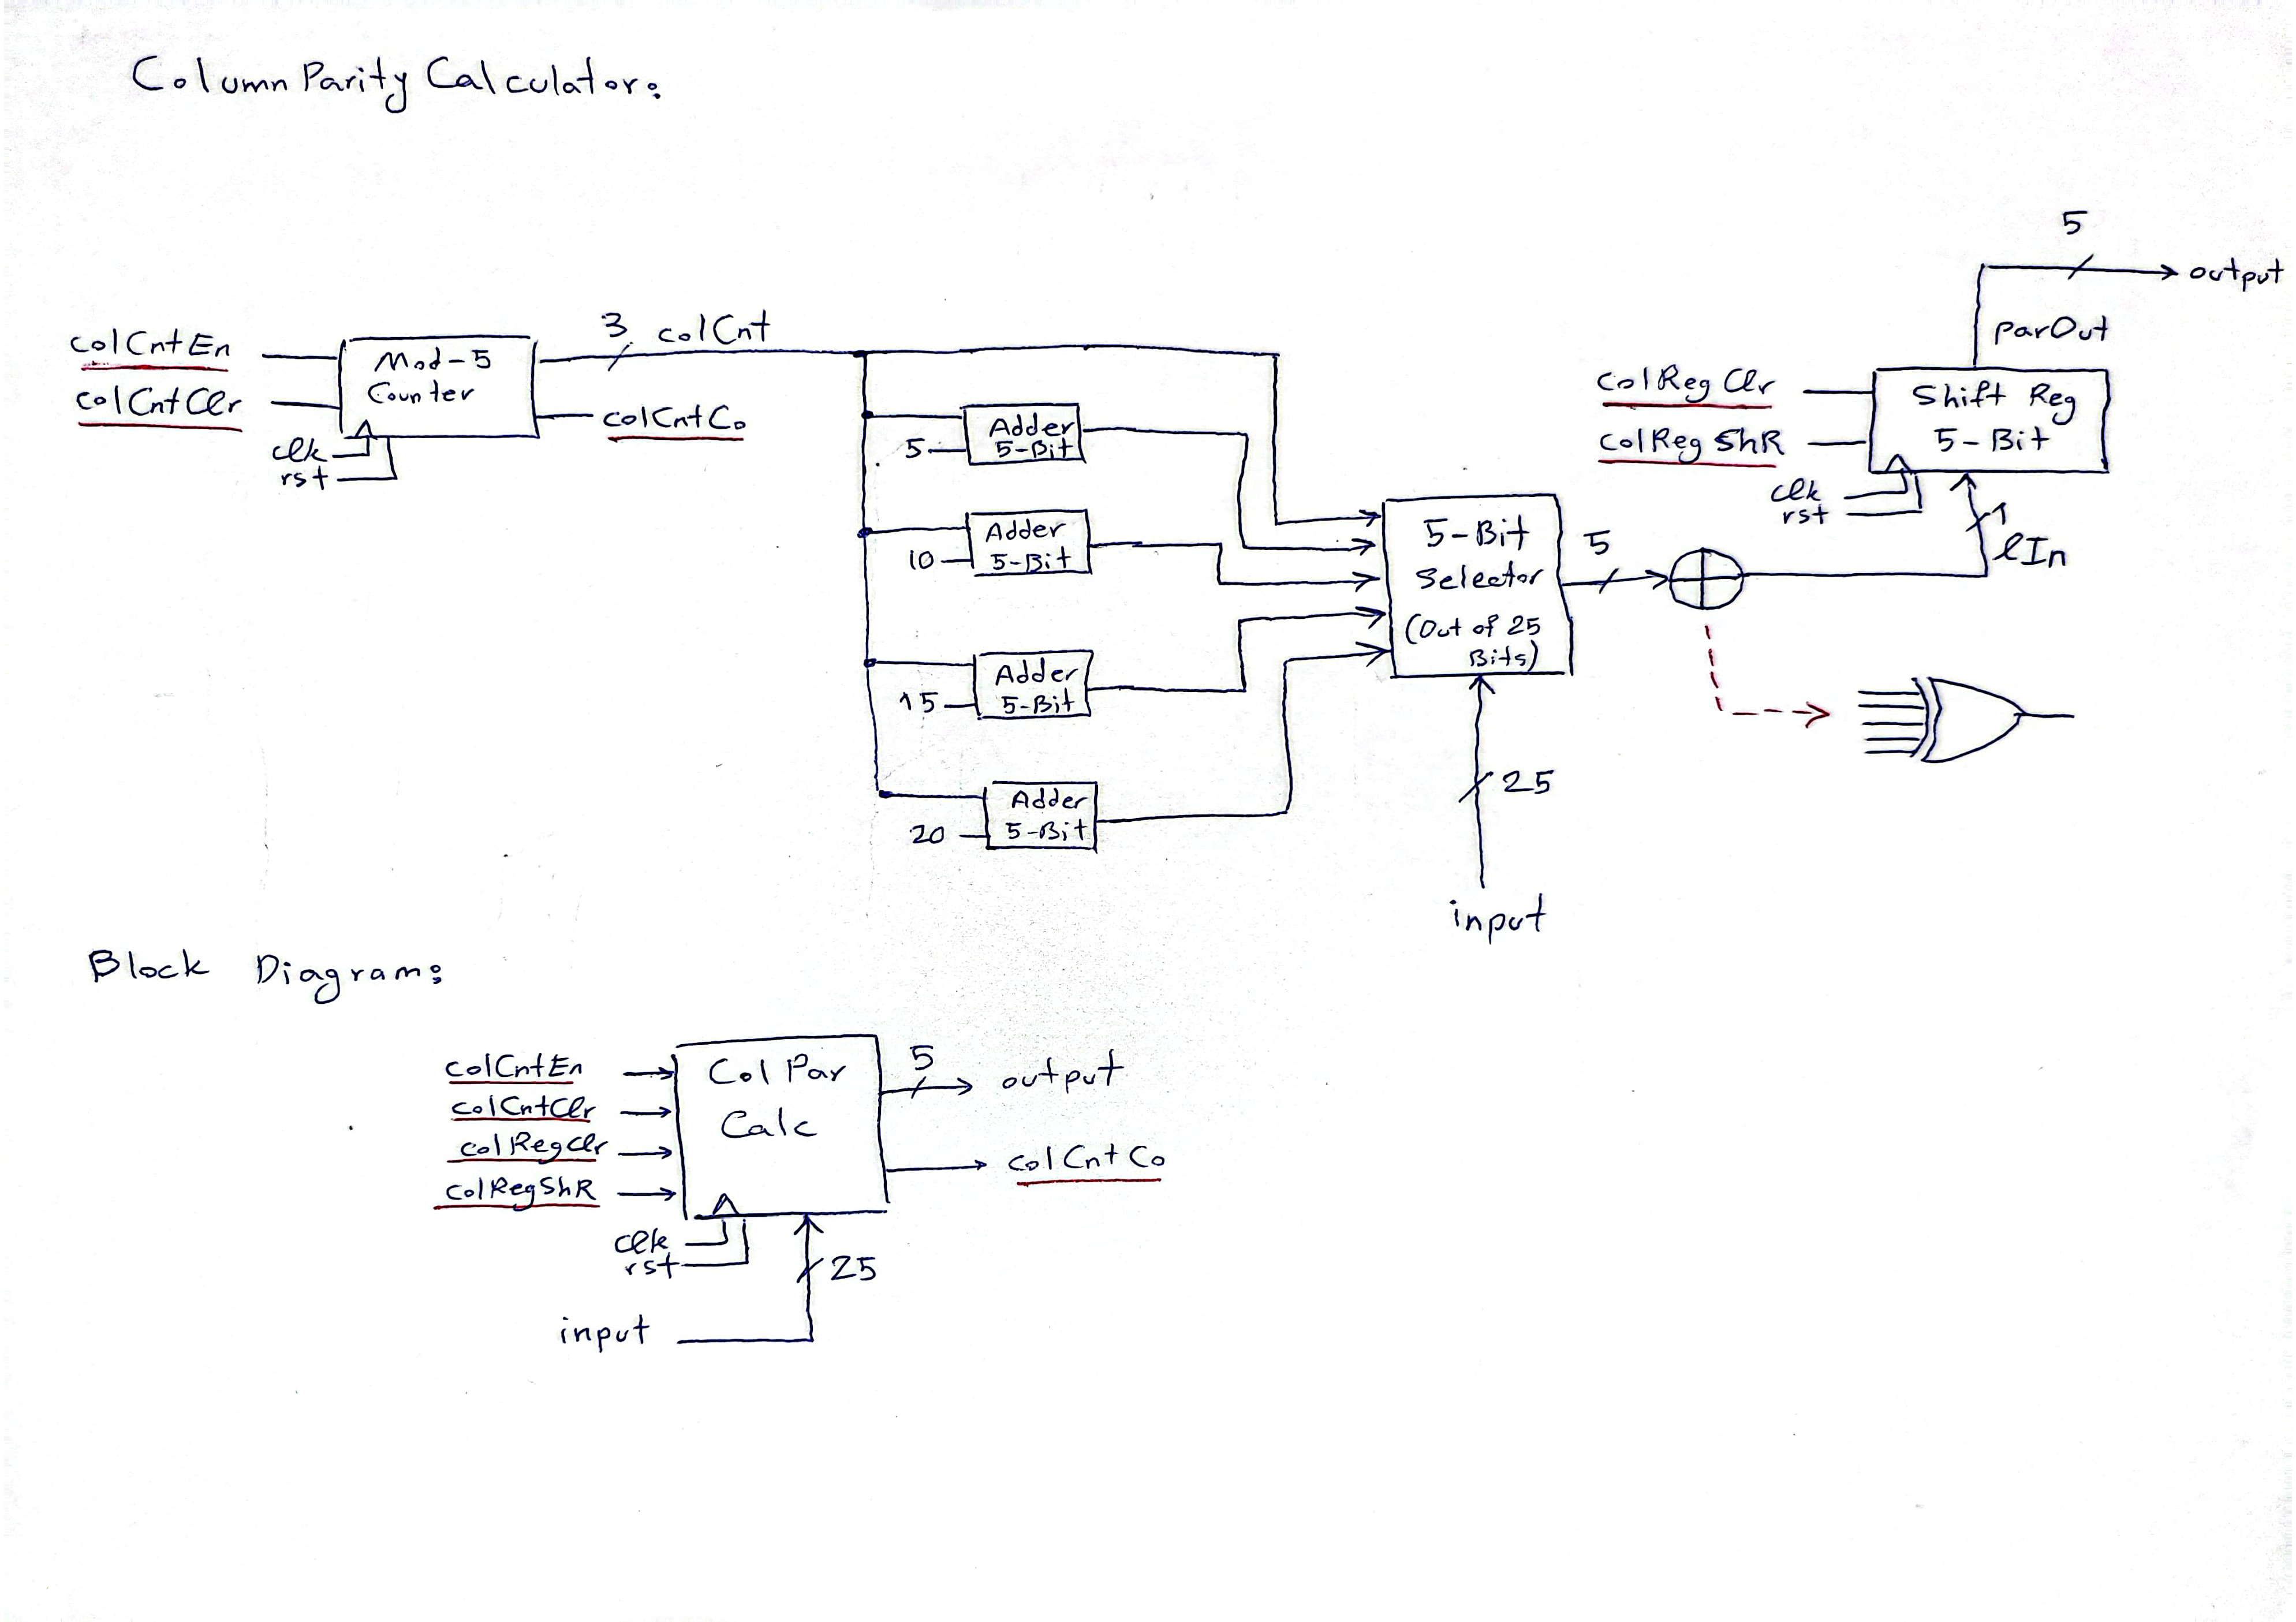 Column Parity Calculator:
5
output
parOut
3 colCnt
colCntEn
colCntClr
Mod-5
Counter
clk
rst
colCntCo
Adder
5-Bit
5
Adder
5-Bit
10
Adder
5-Bit
15
Adder
5-Bit
20
5-Bit
Selector
(Out of 25
Bits)
5
25
input
colRegClr
colRegShR
Shift Reg
5-Bit
clk
rst
1
lIn
Block Diagram:
colCntEn
colCntClr
colRegClr
colRegShR
Col Par
Calc
clk
rst
5
output
colCntCo
25
input